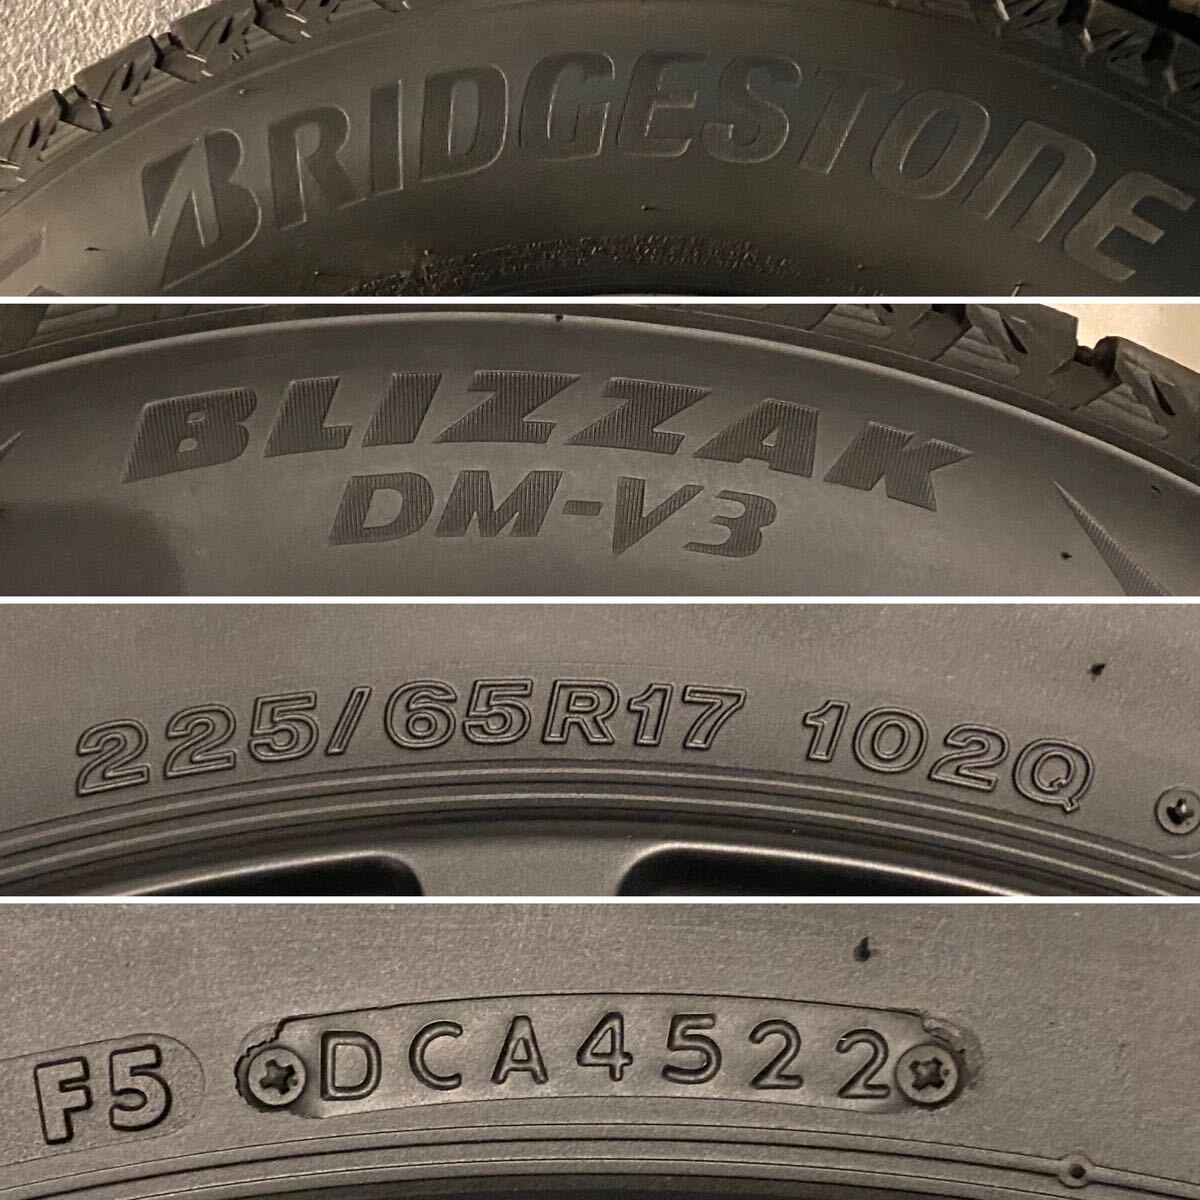 BRIDGESTONE
BLIZZAK
DM-V3
225/65R17 102Q
F5 DCA4522